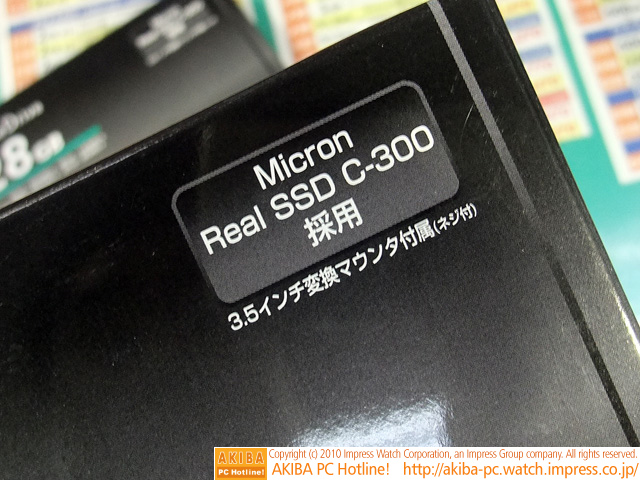 Micron
Real SSD C-300
採用
3.5インチ変換マウンタ付属(ネジ付)
28GB
AKIBA
PC Hotline!
Copyright (c) 2010 Impress Watch Corporation, an Impress Group company. All rights reserved.
AKIBA PC Hotline! http://akiba-pc.watch.impress.co.jp/